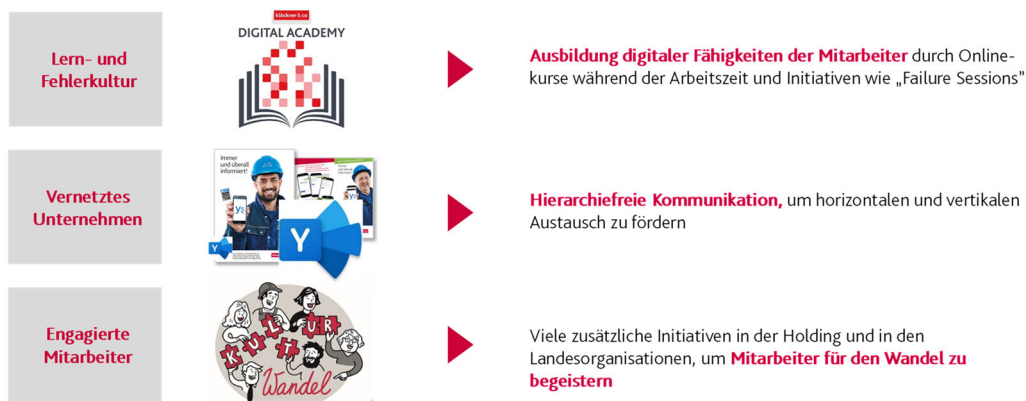 klöckner & co
DIGITAL ACADEMY
Lern- und
Fehlerkultur
Ausbildung digitaler Fähigkeiten der Mitarbeiter durch Online-
kurse während der Arbeitszeit und Initiativen wie „Failure Sessions”
Immer
und überall
informiert!
Y
Vernetztes
Unternehmen
Hierarchiefreie Kommunikation, um horizontalen und vertikalen
Austausch zu fördern
KULTUR
Wandel
Engagierte
Mitarbeiter
Viele zusätzliche Initiativen in der Holding und in den
Landesorganisationen, um Mitarbeiter für den Wandel zu
begeistern